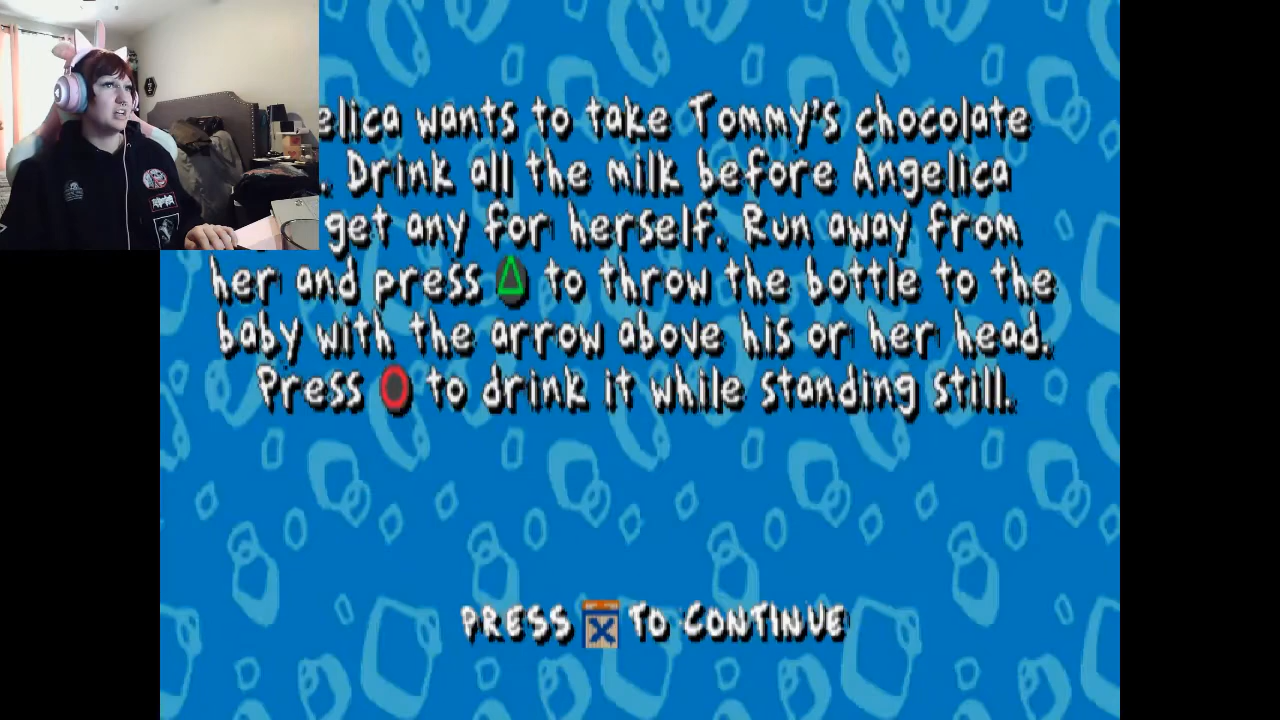 elica wants to take Tommy's chocolate
. Drink all the milk before Angelica
get any for herself. Run away from
her and press △ to throw the bottle to the
baby with the arrow above his or her head.
Press O to drink it while standing still.
PRESS X TO CONTINUE